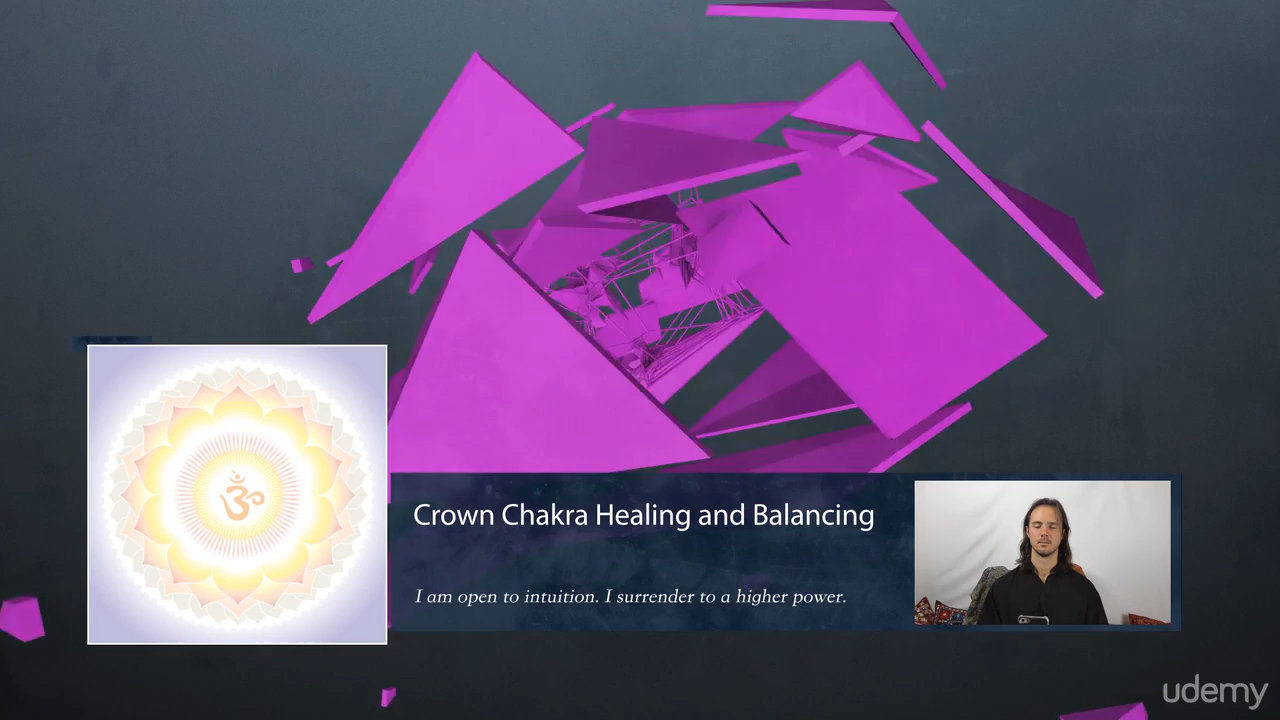 ॐ
Crown Chakra Healing and Balancing
I am open to intuition. I surrender to a higher power.
udemy